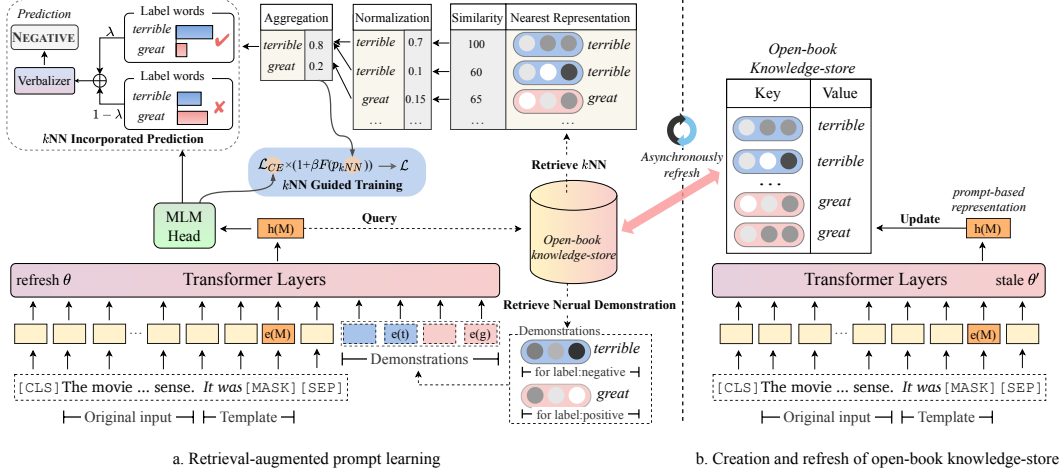 Prediction
NEGATIVE
Verbalizer
λ
1 − λ
Label words
terrible
great
Label words
terrible
great
kNN Incorporated Prediction
Aggregation
terrible 0.8
great 0.2
Normalization
terrible 0.7
terrible 0.1
great 0.15
... ...
Similarity
100
60
65
...
Nearest Representation
terrible
terrible
great
...
L_CE×(1+βF(p_kNN)) → L
kNN Guided Training
Retrieve kNN
MLM
Head
h(M)
Query
Open-book
knowledge-store
Retrieve Nerual Demonstration
refresh θ
Transformer Layers
...
e(M)
e(t)
e(g)
Demonstrations
[CLS] The movie ... sense. It was [MASK] [SEP]
Original input
Template
Demonstrations
terrible
for label:negative
great
for label:positive
a. Retrieval-augmented prompt learning
Asynchronously
refresh
Open-book
Knowledge-store
Key Value
terrible
terrible
...
great
great
Update
prompt-based
representation
h(M)
Transformer Layers
stale θ′
...
e(M)
[CLS] The movie ... sense. It was [MASK] [SEP]
Original input
Template
b. Creation and refresh of open-book knowledge-store